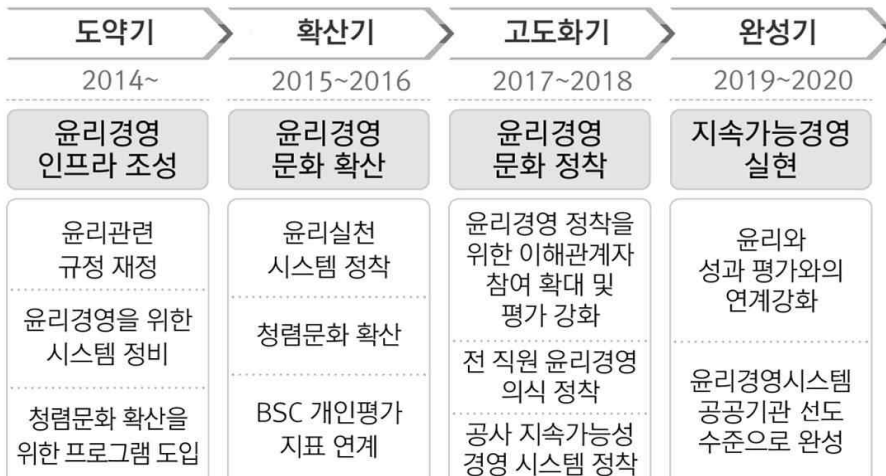 도약기
확산기
고도화기
완성기
2014~
2015~2016
2017~2018
2019~2020
윤리경영
인프라 조성
윤리경영
문화 확산
윤리경영
문화 정착
지속가능경영
실현
윤리관련
규정 재정
윤리경영을 위한
시스템 정비
청렴문화 확산을
위한 프로그램 도입
윤리실천
시스템 정착
청렴문화 확산
BSC 개인평가
지표 연계
윤리경영 정착을
위한 이해관계자
참여 확대 및
평가 강화
전 직원 윤리경영
의식 정착
공사 지속가능성
경영 시스템 정착
윤리와
성과 평가와의
연계강화
윤리경영시스템
공공기관 선도
수준으로 완성